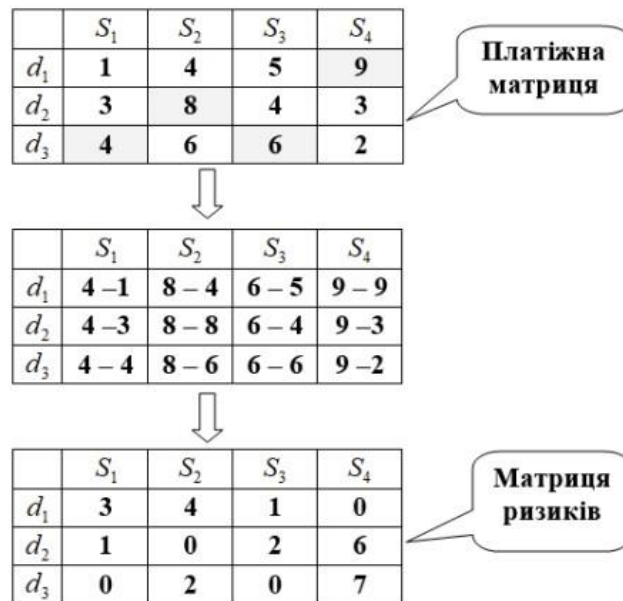 S₁ S₂ S₃ S₄
d₁ 1 4 5 9
d₂ 3 8 4 3
d₃ 4 6 6 2
Платіжна
матриця
S₁ S₂ S₃ S₄
d₁ 4 –1 8 – 4 6 – 5 9 – 9
d₂ 4 –3 8 – 8 6 – 4 9 –3
d₃ 4 – 4 8 – 6 6 – 6 9 –2
S₁ S₂ S₃ S₄
d₁ 3 4 1 0
d₂ 1 0 2 6
d₃ 0 2 0 7
Матриця
ризиків